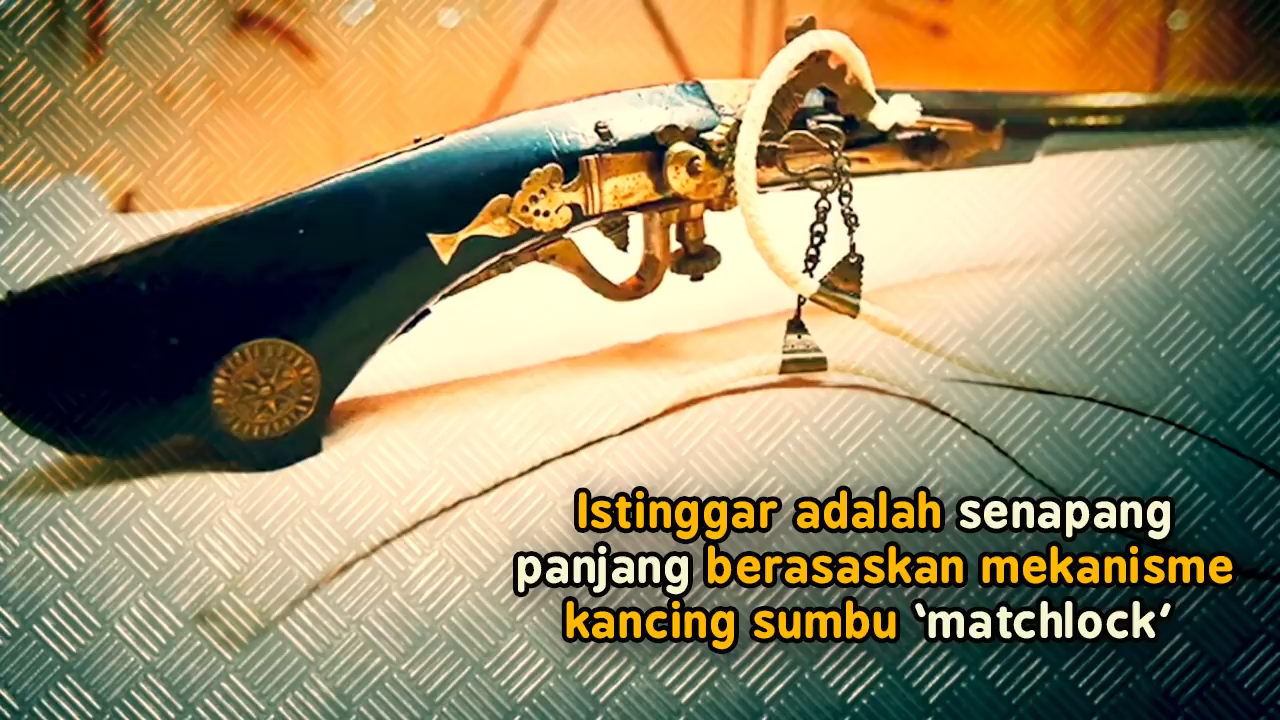 Istinggar adalah senapang
panjang berasaskan mekanisme
kancing sumbu ‘matchlock’